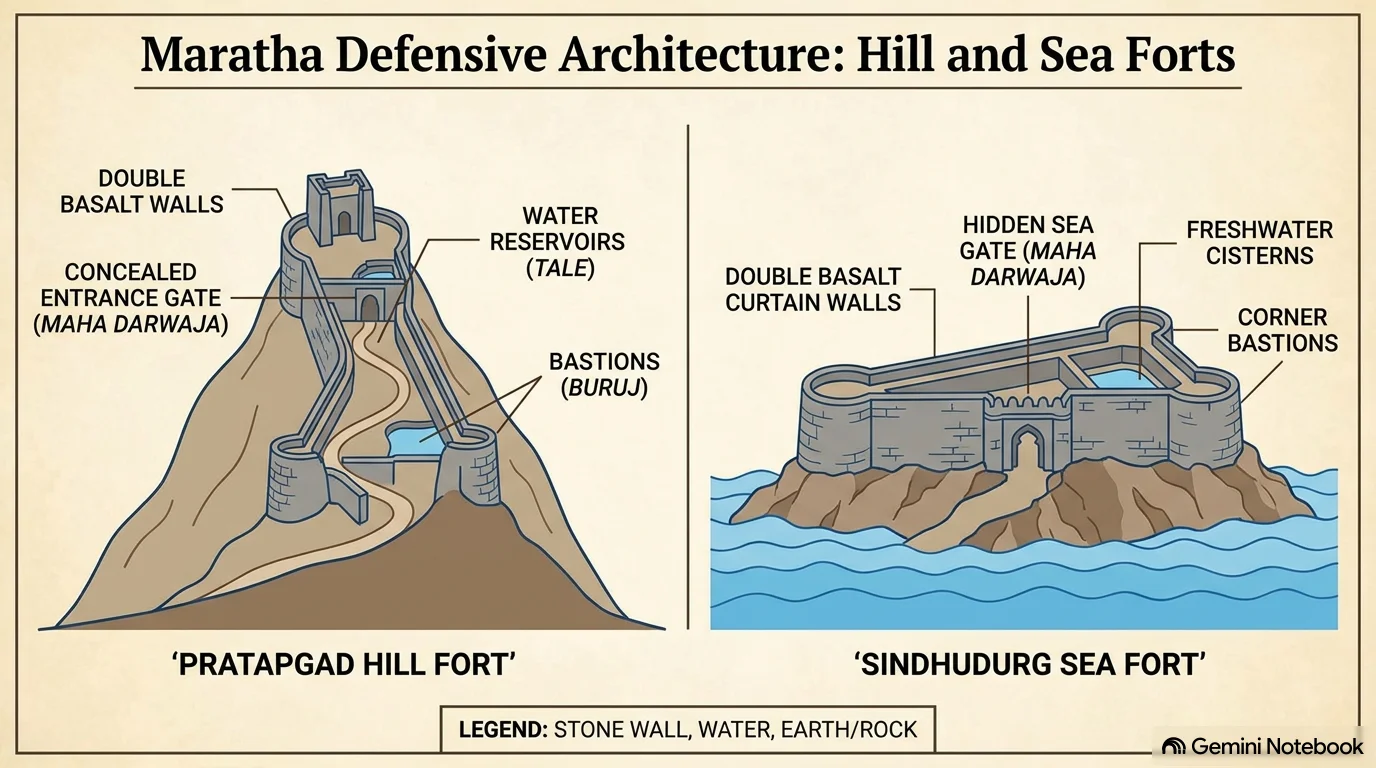 Maratha Defensive Architecture: Hill and Sea Forts
DOUBLE
BASALT WALLS
CONCEALED
ENTRANCE GATE
(MAHA DARWAJA)
WATER
RESERVOIRS
(TALE)
BASTIONS
(BURUJ)
'PRATAPGAD HILL FORT'
DOUBLE BASALT
CURTAIN WALLS
HIDDEN SEA
GATE (MAHA
DARWAJA)
FRESHWATER
CISTERNS
CORNER
BASTIONS
'SINDHUDURG SEA FORT'
LEGEND: STONE WALL, WATER, EARTH/ROCK
Gemini Notebook